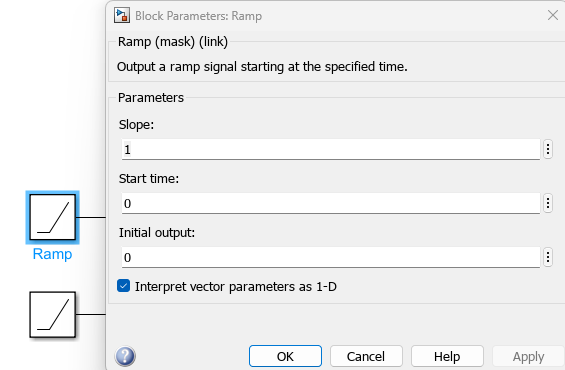 Block Parameters: Ramp
Ramp (mask) (link)
Output a ramp signal starting at the specified time.
Parameters
Slope:
1
Start time:
0
Initial output:
0
Interpret vector parameters as 1-D
OK Cancel Help Apply
Ramp